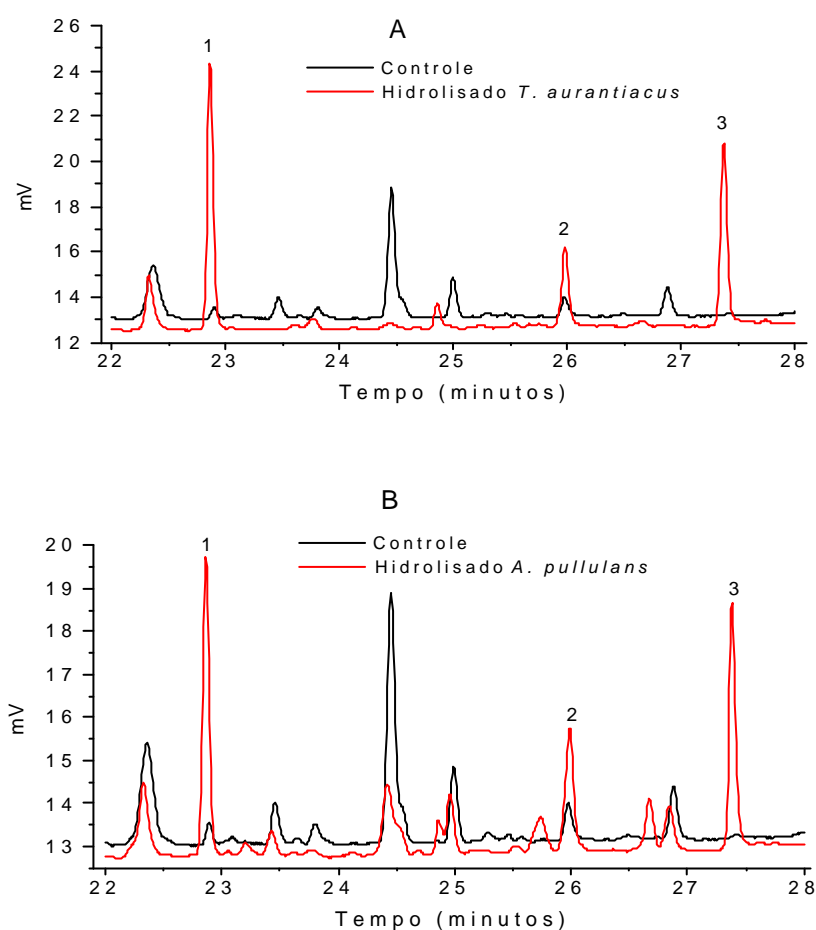 A
Controle
Hidrolisado T. aurantiacus
1
2
3
26
24
22
20
18
16
14
12
mV
22 23 24 25 26 27 28
Tempo (minutos)
B
Controle
Hidrolisado A. pullulans
1
2
3
20
19
18
17
16
15
14
13
mV
22 23 24 25 26 27 28
Tempo (minutos)